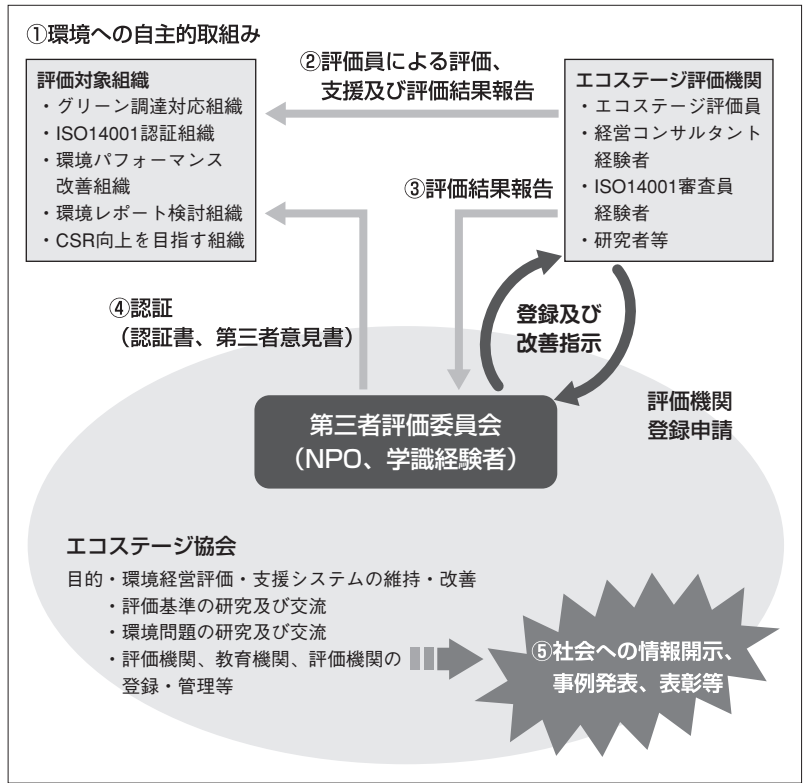 ①環境への自主的取組み
評価対象組織
・グリーン調達対応組織
・ISO14001認証組織
・環境パフォーマンス
改善組織
・環境レポート検討組織
・CSR向上を目指す組織
②評価員による評価、
支援及び評価結果報告
エコステージ評価機関
・エコステージ評価員
・経営コンサルタント
経験者
・ISO14001審査員
経験者
・研究者等
③評価結果報告
④認証
（認証書、第三者意見書）
登録及び
改善指示
評価機関
登録申請
第三者評価委員会
（NPO、学識経験者）
エコステージ協会
目的・環境経営評価・支援システムの維持・改善
・評価基準の研究及び交流
・環境問題の研究及び交流
・評価機関、教育機関、評価機関の
登録・管理等
⑤社会への情報開示、
事例発表、表彰等